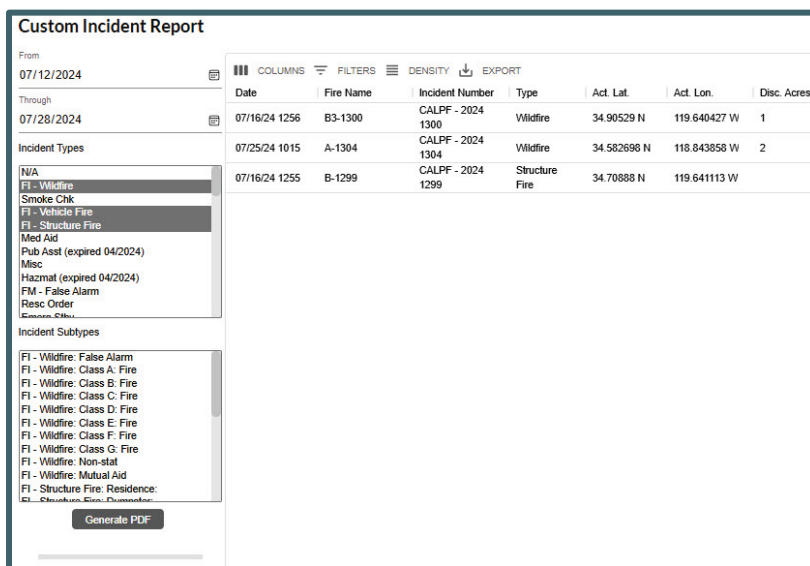 Custom Incident Report
From
07/12/2024
Through
07/28/2024
Incident Types
N/A
FI - Wildfire
Smoke Chk
FI - Vehicle Fire
FI - Structure Fire
Med Aid
Pub Asst (expired 04/2024)
Misc
Hazmat (expired 04/2024)
FM - False Alarm
Resc Order
Incident Subtypes
FI - Wildfire: False Alarm
FI - Wildfire: Class A: Fire
FI - Wildfire: Class B: Fire
FI - Wildfire: Class C: Fire
FI - Wildfire: Class D: Fire
FI - Wildfire: Class E: Fire
FI - Wildfire: Class F: Fire
FI - Wildfire: Class G: Fire
FI - Wildfire: Non-stat
FI - Wildfire: Mutual Aid
FI - Structure Fire: Residence:
Generate PDF
COLUMNS FILTERS DENSITY EXPORT
Date Fire Name Incident Number Type Act. Lat. Act. Lon. Disc. Acres
07/16/24 1256 B3-1300 CALPF - 2024 Wildfire 34.90529 N 119.640427 W 1
1300
07/25/24 1015 A-1304 CALPF - 2024 Wildfire 34.582698 N 118.843858 W 2
1304
07/16/24 1255 B-1299 CALPF - 2024 Structure 34.70888 N 119.641113 W
1299 Fire